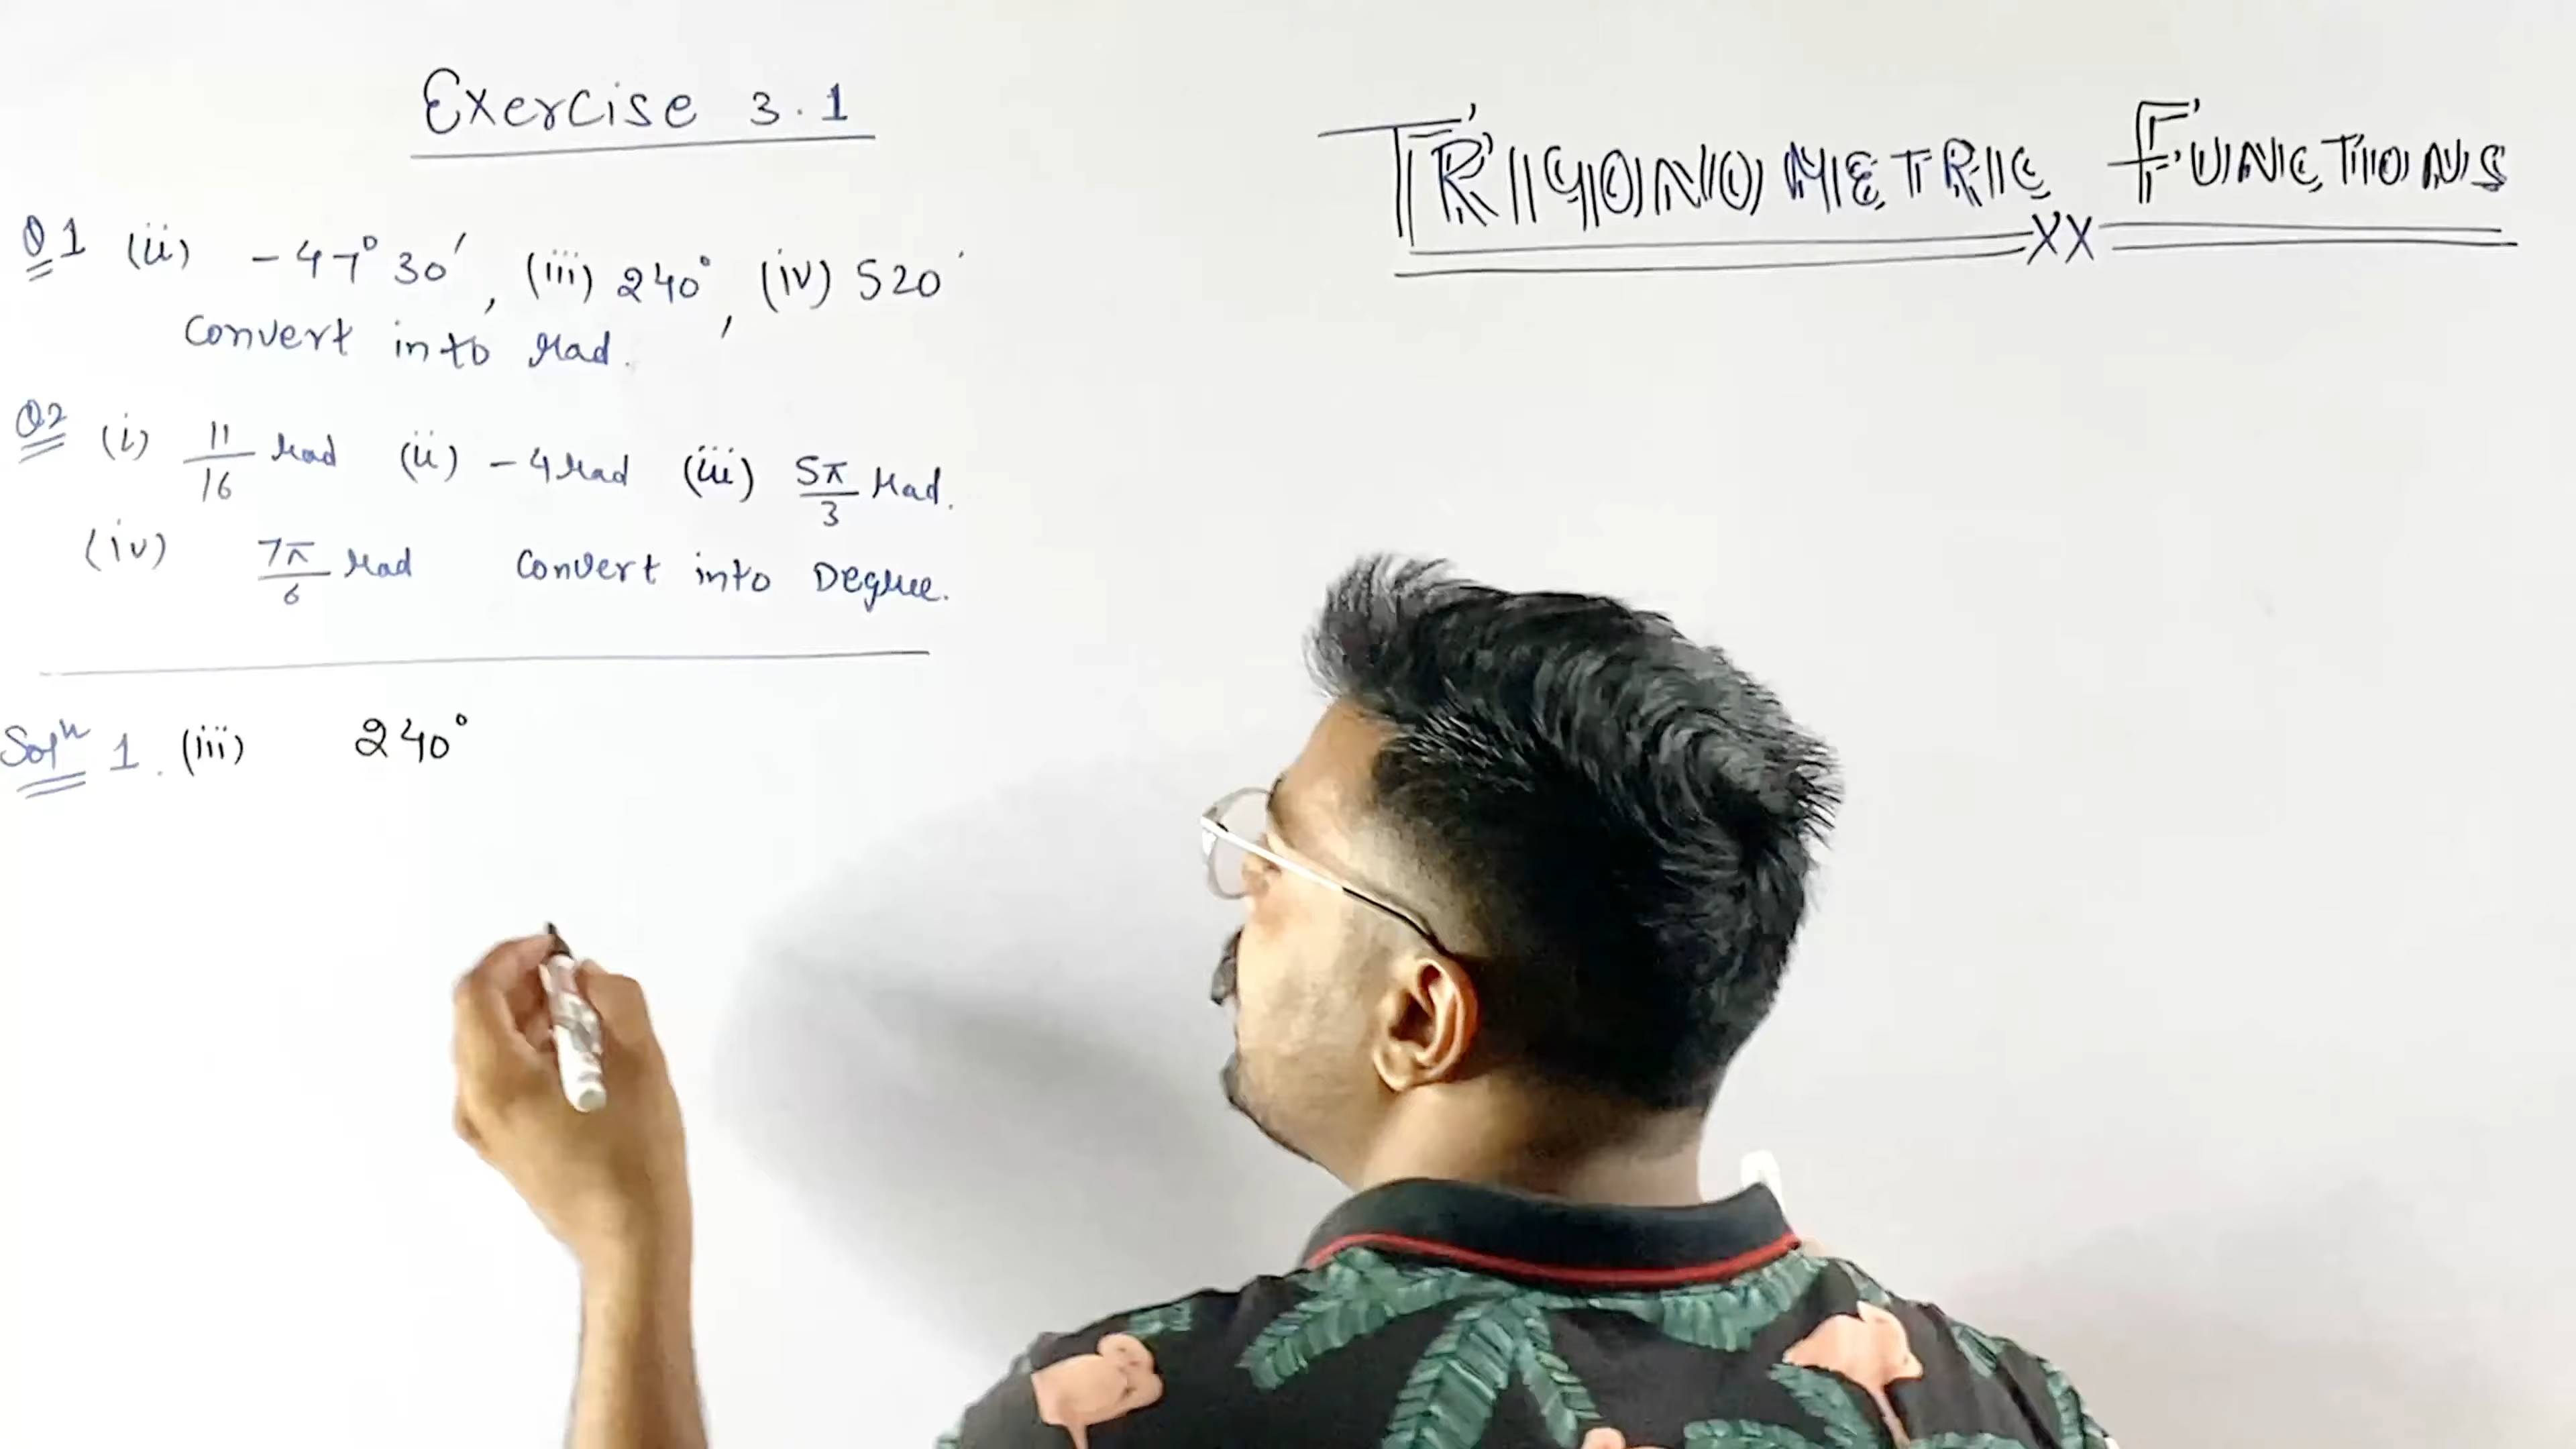 Exercise 3.1
TRIGONOMETRIC FUNCTIONS
XX
Q1 (ii) -47° 30′, (iii) 240°, (iv) 520°
convert into rad.
Q2 (i) 11/16 rad (ii) -4 rad (iii) 5π/3 rad.
(iv) 7π/6 rad Convert into Degree.
Solⁿ 1. (iii) 240°